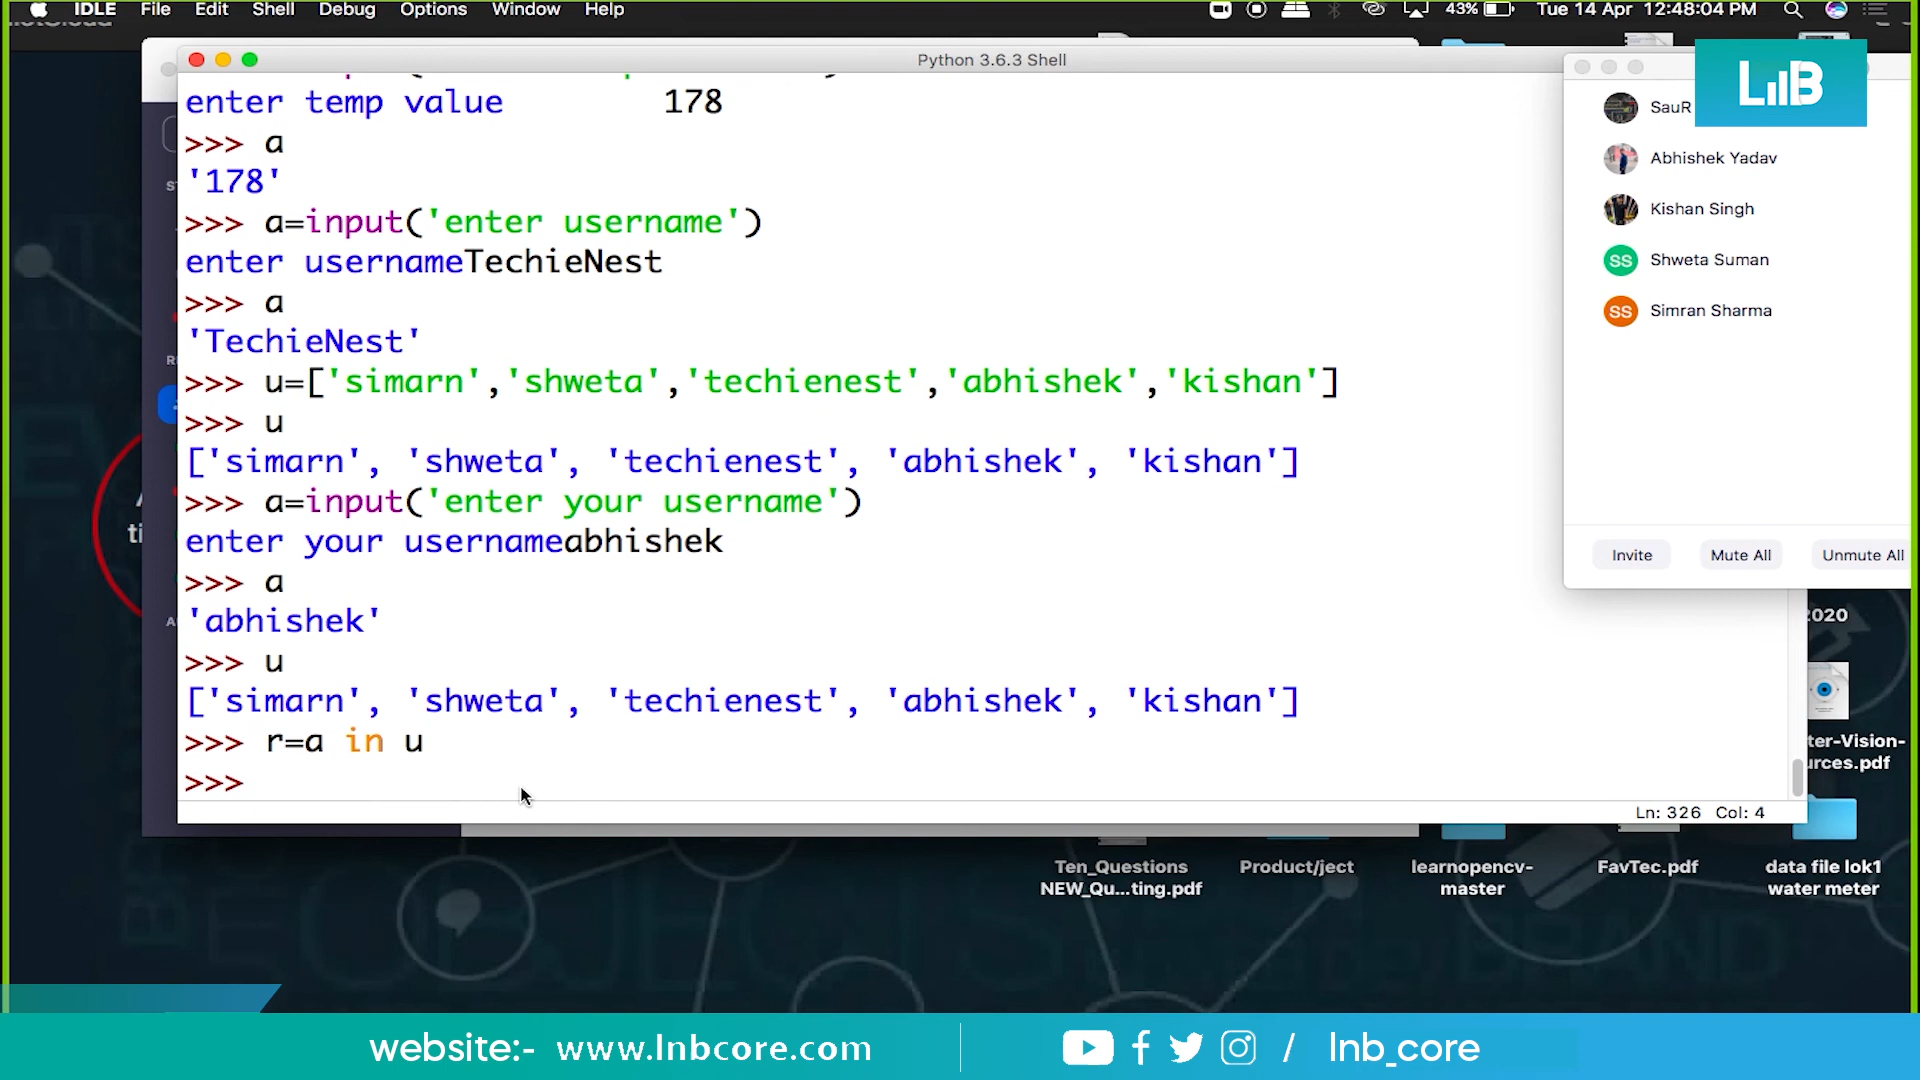 IDLE File Edit Shell Debug Options Window Help
43% Tue 14 Apr 12:48:04 PM
Python 3.6.3 Shell
enter temp value 178
>>> a
'178'
>>> a=input('enter username')
enter usernameTechieNest
>>> a
'TechieNest'
>>> u=['simarn','shweta','techienest','abhishek','kishan']
>>> u
['simarn', 'shweta', 'techienest', 'abhishek', 'kishan']
>>> a=input('enter your username')
enter your usernameabhishek
>>> a
'abhishek'
>>> u
['simarn', 'shweta', 'techienest', 'abhishek', 'kishan']
>>> r=a in u
>>>
Ln: 326 Col: 4
LNB
SauR
Abhishek Yadav
Kishan Singh
SS Shweta Suman
SS Simran Sharma
Invite Mute All Unmute All
2020
ter-Vision-
urces.pdf
Ten_Questions
NEW_Qu...ting.pdf
Product/ject
learnopencv-
master
FavTec.pdf
data file lok1
water meter
website:- www.lnbcore.com
/ lnb_core